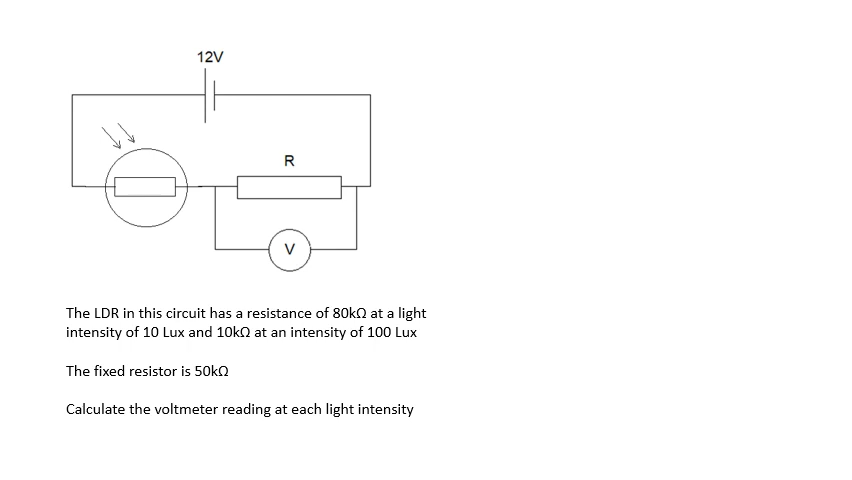 12V
R
V
The LDR in this circuit has a resistance of 80kΩ at a light
intensity of 10 Lux and 10kΩ at an intensity of 100 Lux
The fixed resistor is 50kΩ
Calculate the voltmeter reading at each light intensity